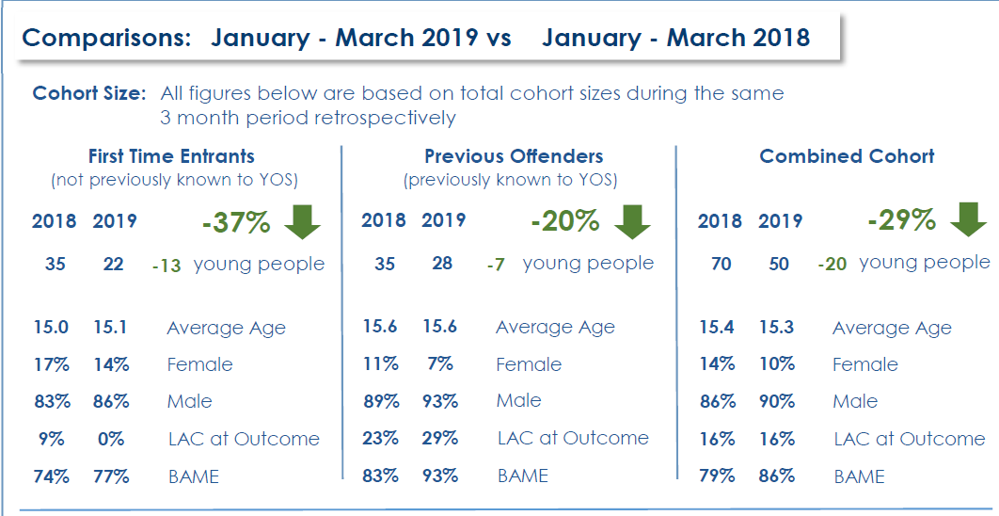 Comparisons: January - March 2019 vs January - March 2018
Cohort Size: All figures below are based on total cohort sizes during the same
3 month period retrospectively
First Time Entrants
(not previously known to YOS)
2018 2019 -37%
35 22 -13 young people
15.0 15.1 Average Age
17% 14% Female
83% 86% Male
9% 0% LAC at Outcome
74% 77% BAME
Previous Offenders
(previously known to YOS)
2018 2019 -20%
35 28 -7 young people
15.6 15.6 Average Age
11% 7% Female
89% 93% Male
23% 29% LAC at Outcome
83% 93% BAME
Combined Cohort
2018 2019 -29%
70 50 -20 young people
15.4 15.3 Average Age
14% 10% Female
86% 90% Male
16% 16% LAC at Outcome
79% 86% BAME